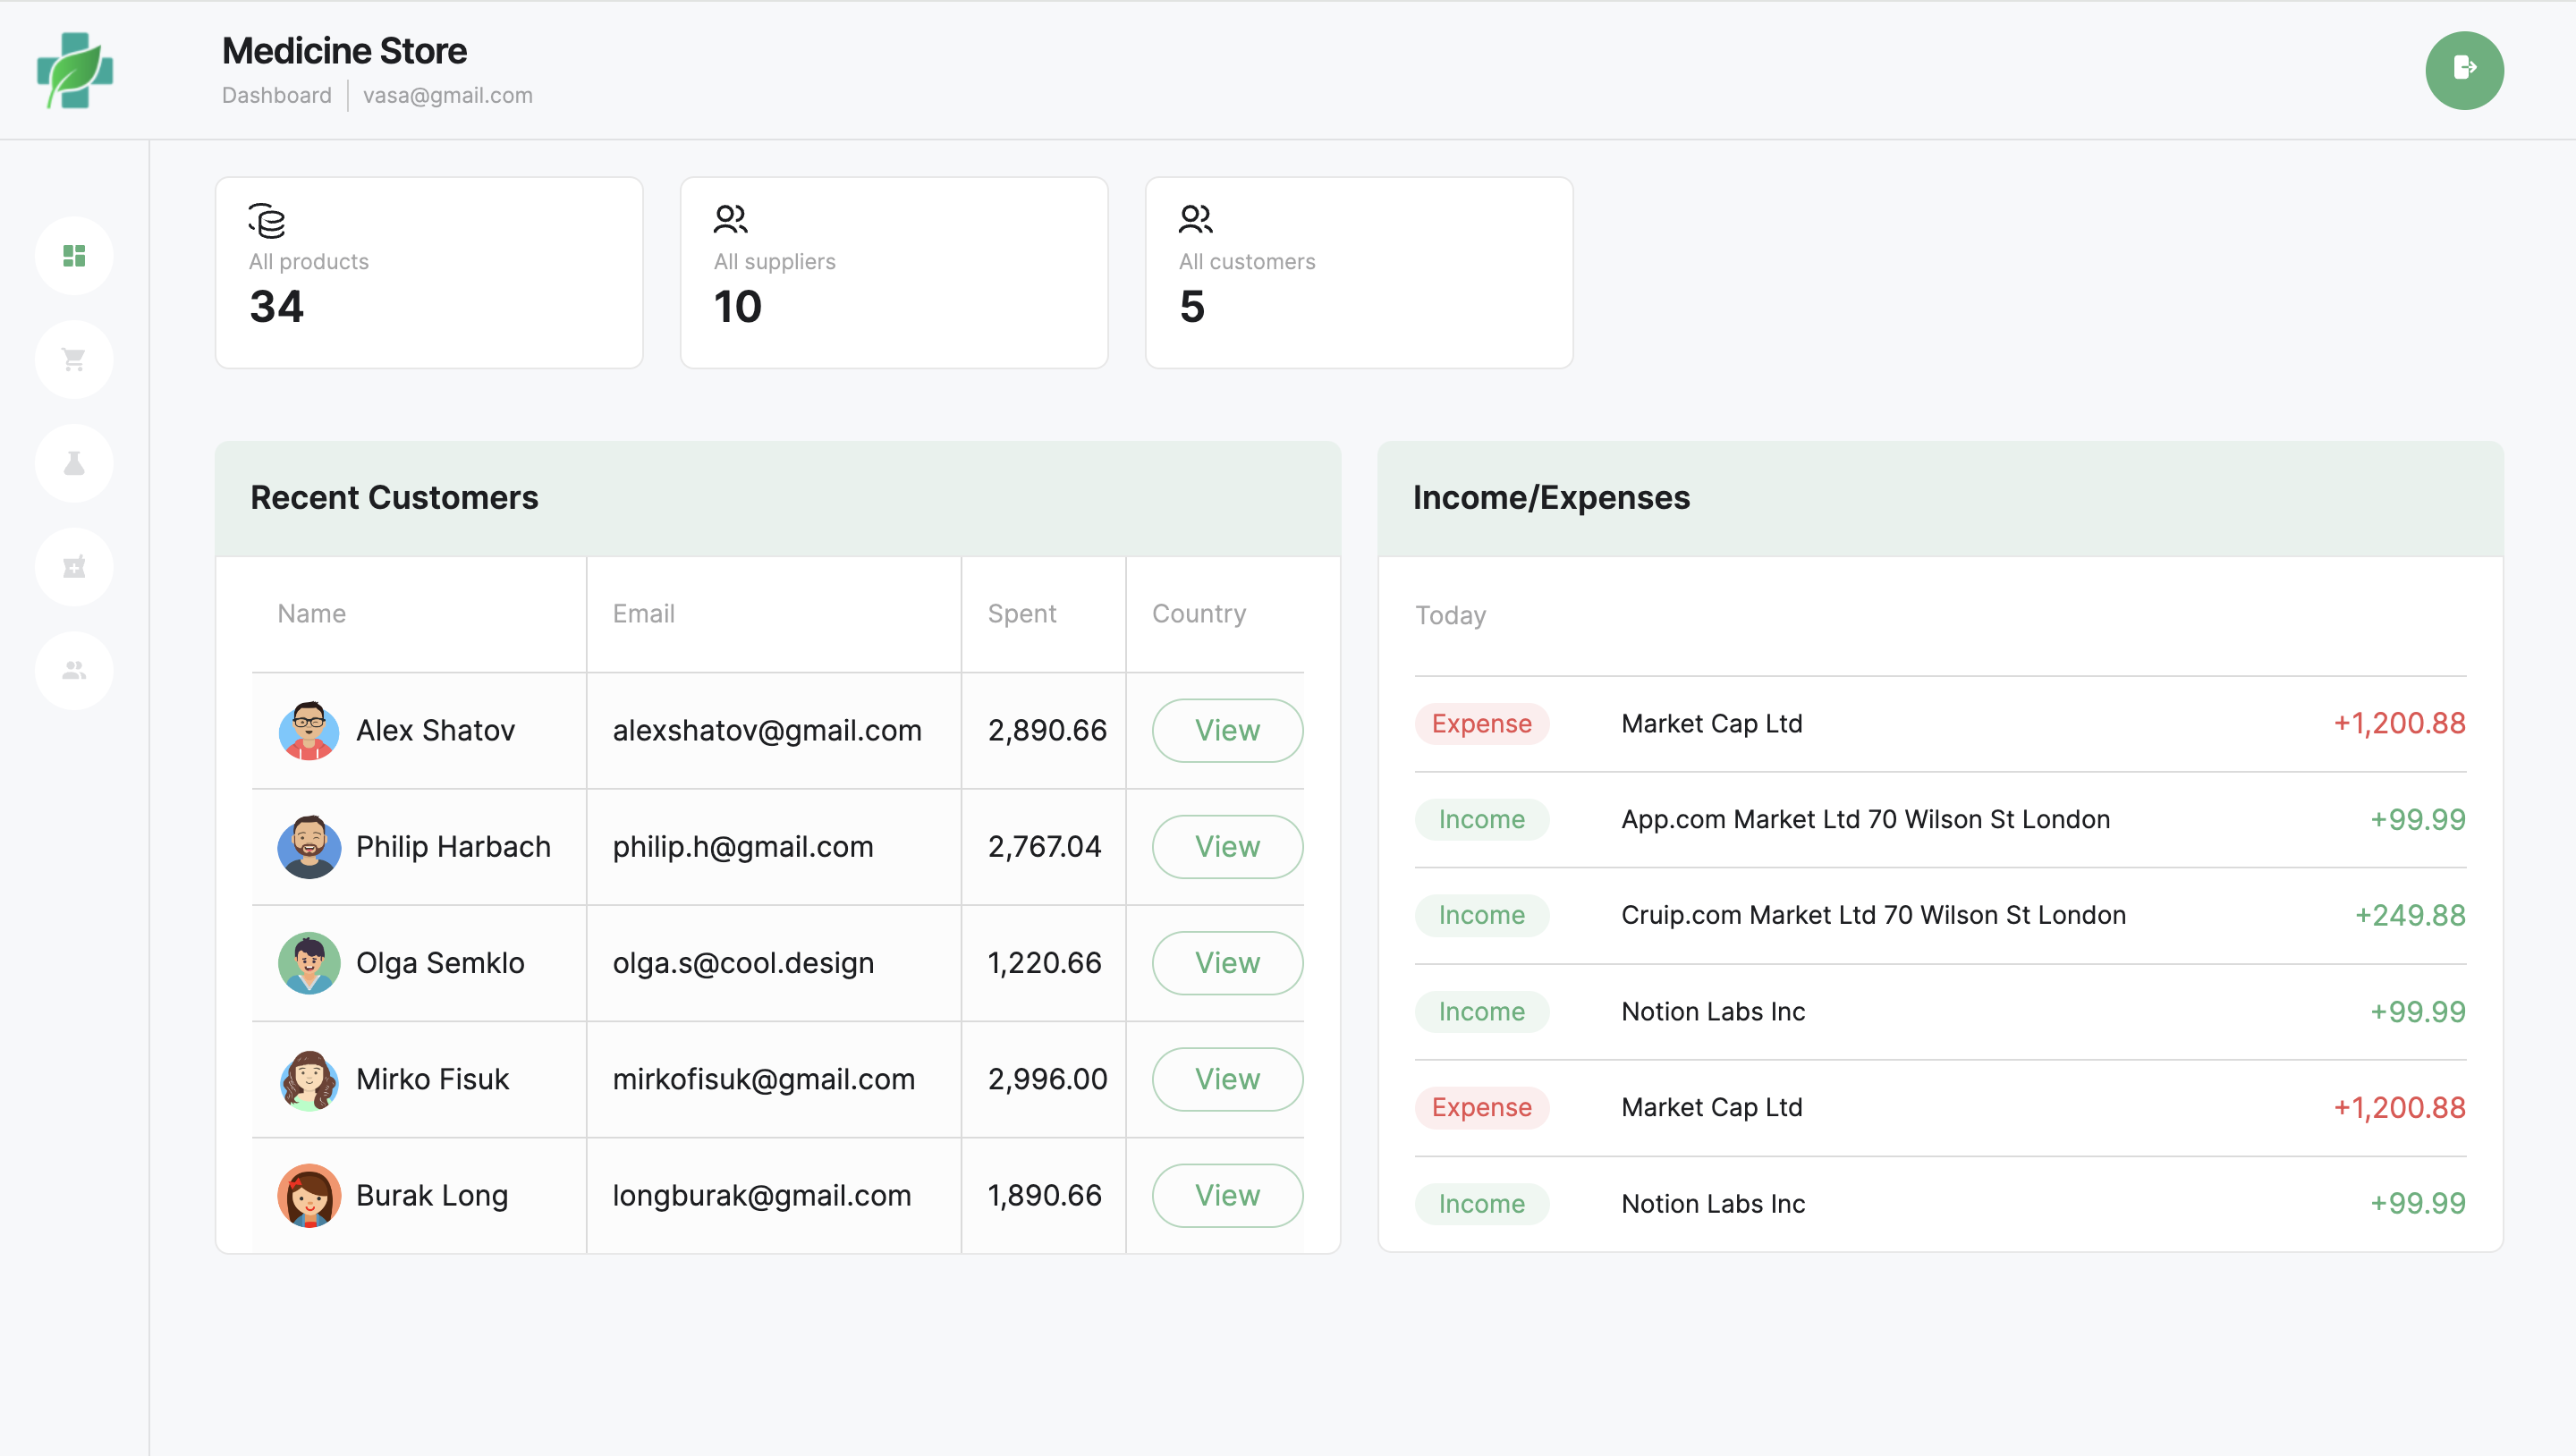 Medicine Store
Dashboard vasa@gmail.com
All products
34
All suppliers
10
All customers
5
Recent Customers
Name Email Spent Country
Alex Shatov alexshatov@gmail.com 2,890.66 View
Philip Harbach philip.h@gmail.com 2,767.04 View
Olga Semklo olga.s@cool.design 1,220.66 View
Mirko Fisuk mirkofisuk@gmail.com 2,996.00 View
Burak Long longburak@gmail.com 1,890.66 View
Income/Expenses
Today
Expense Market Cap Ltd +1,200.88
Income App.com Market Ltd 70 Wilson St London +99.99
Income Cruip.com Market Ltd 70 Wilson St London +249.88
Income Notion Labs Inc +99.99
Expense Market Cap Ltd +1,200.88
Income Notion Labs Inc +99.99